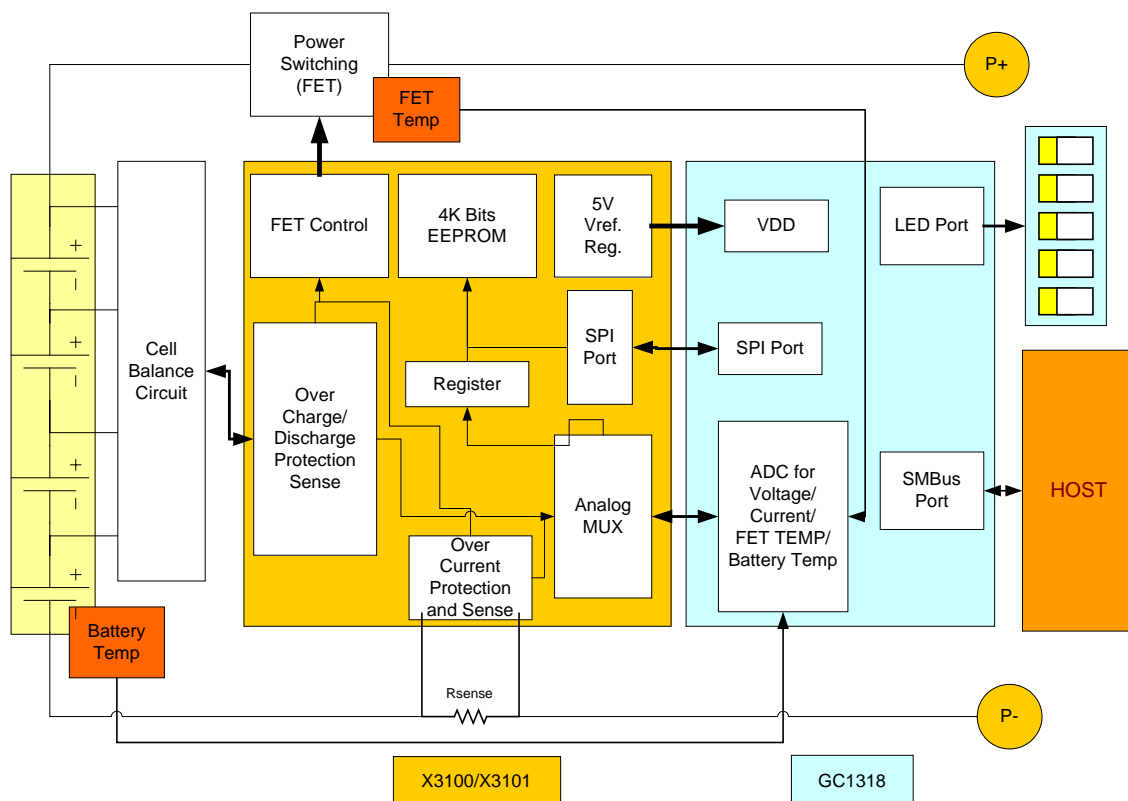 Power
Switching
(FET)
P+
FET
Temp
FET Control
4K Bits
EEPROM
5V
Vref.
Reg.
VDD
LED Port
+
+
+
+
Cell
Balance
Circuit
Over
Charge/
Discharge
Protection
Sense
Register
SPI
Port
SPI Port
Analog
MUX
ADC for
Voltage/
Current/
FET TEMP/
Battery Temp
SMBus
Port
HOST
Over
Current
Protection
and Sense
Battery
Temp
Rsense
P-
X3100/X3101
GC1318